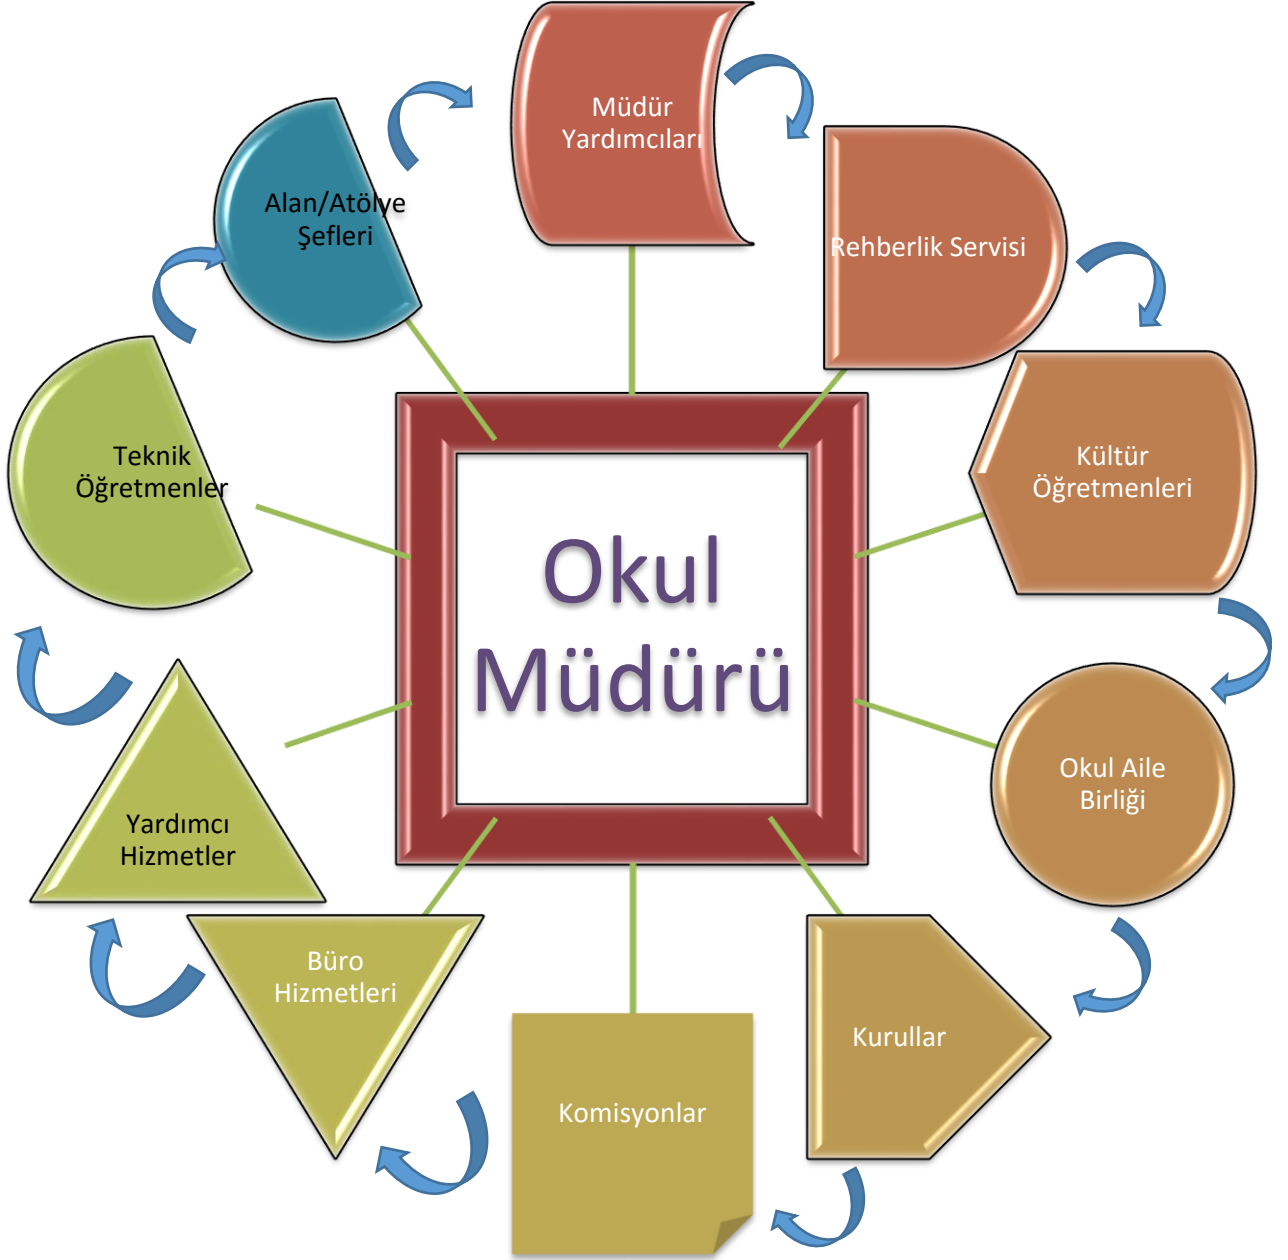 Müdür
Yardımcıları
Rehberlik Servisi
Kültür
Öğretmenleri
Okul Aile
Birliği
Kurullar
Komisyonlar
Büro
Hizmetleri
Yardımcı
Hizmetler
Teknik
Öğretmenler
Alan/Atölye
Şefleri
Okul
Müdürü